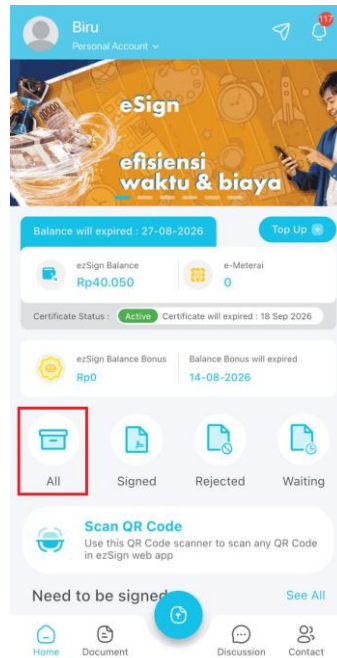 Biru
Personal Account
117
eSign
efisiensi
waktu & biaya
Balance will expired : 27-08-2026
Top Up
ezSign Balance
Rp40.050
e-Meterai
0
Certificate Status : Active Certificate will expired : 18 Sep 2026
ezSign Balance Bonus
Rp0
Balance Bonus will expired
14-08-2026
All
Signed
Rejected
Waiting
Scan QR Code
Use this QR Code scanner to scan any QR Code
in ezSign web app
Need to be signed
See All
Home
Document
Discussion
Contact